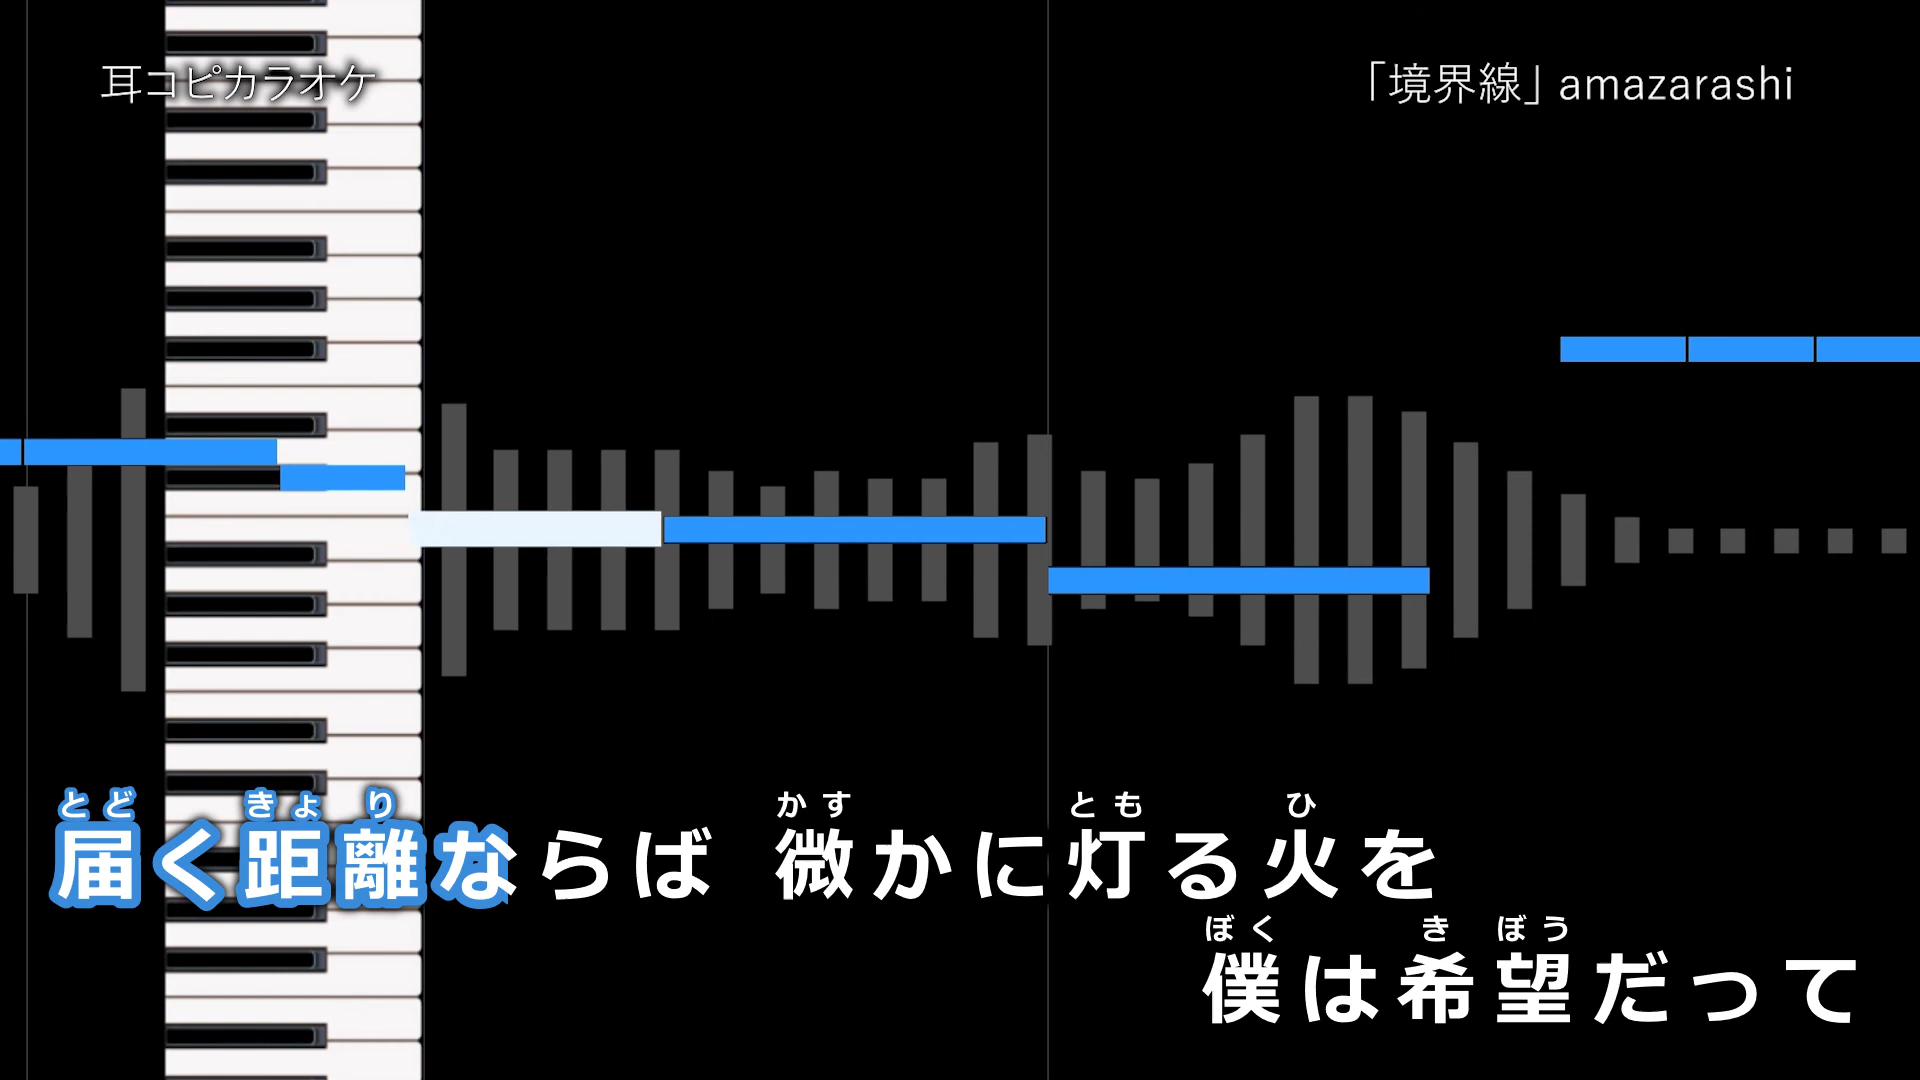 耳コピカラオケ
「境界線」amazarashi
とど きょ り かす とも ひ
届く距離ならば 微かに灯る火を
ぼく き ぼう
僕は希望だって